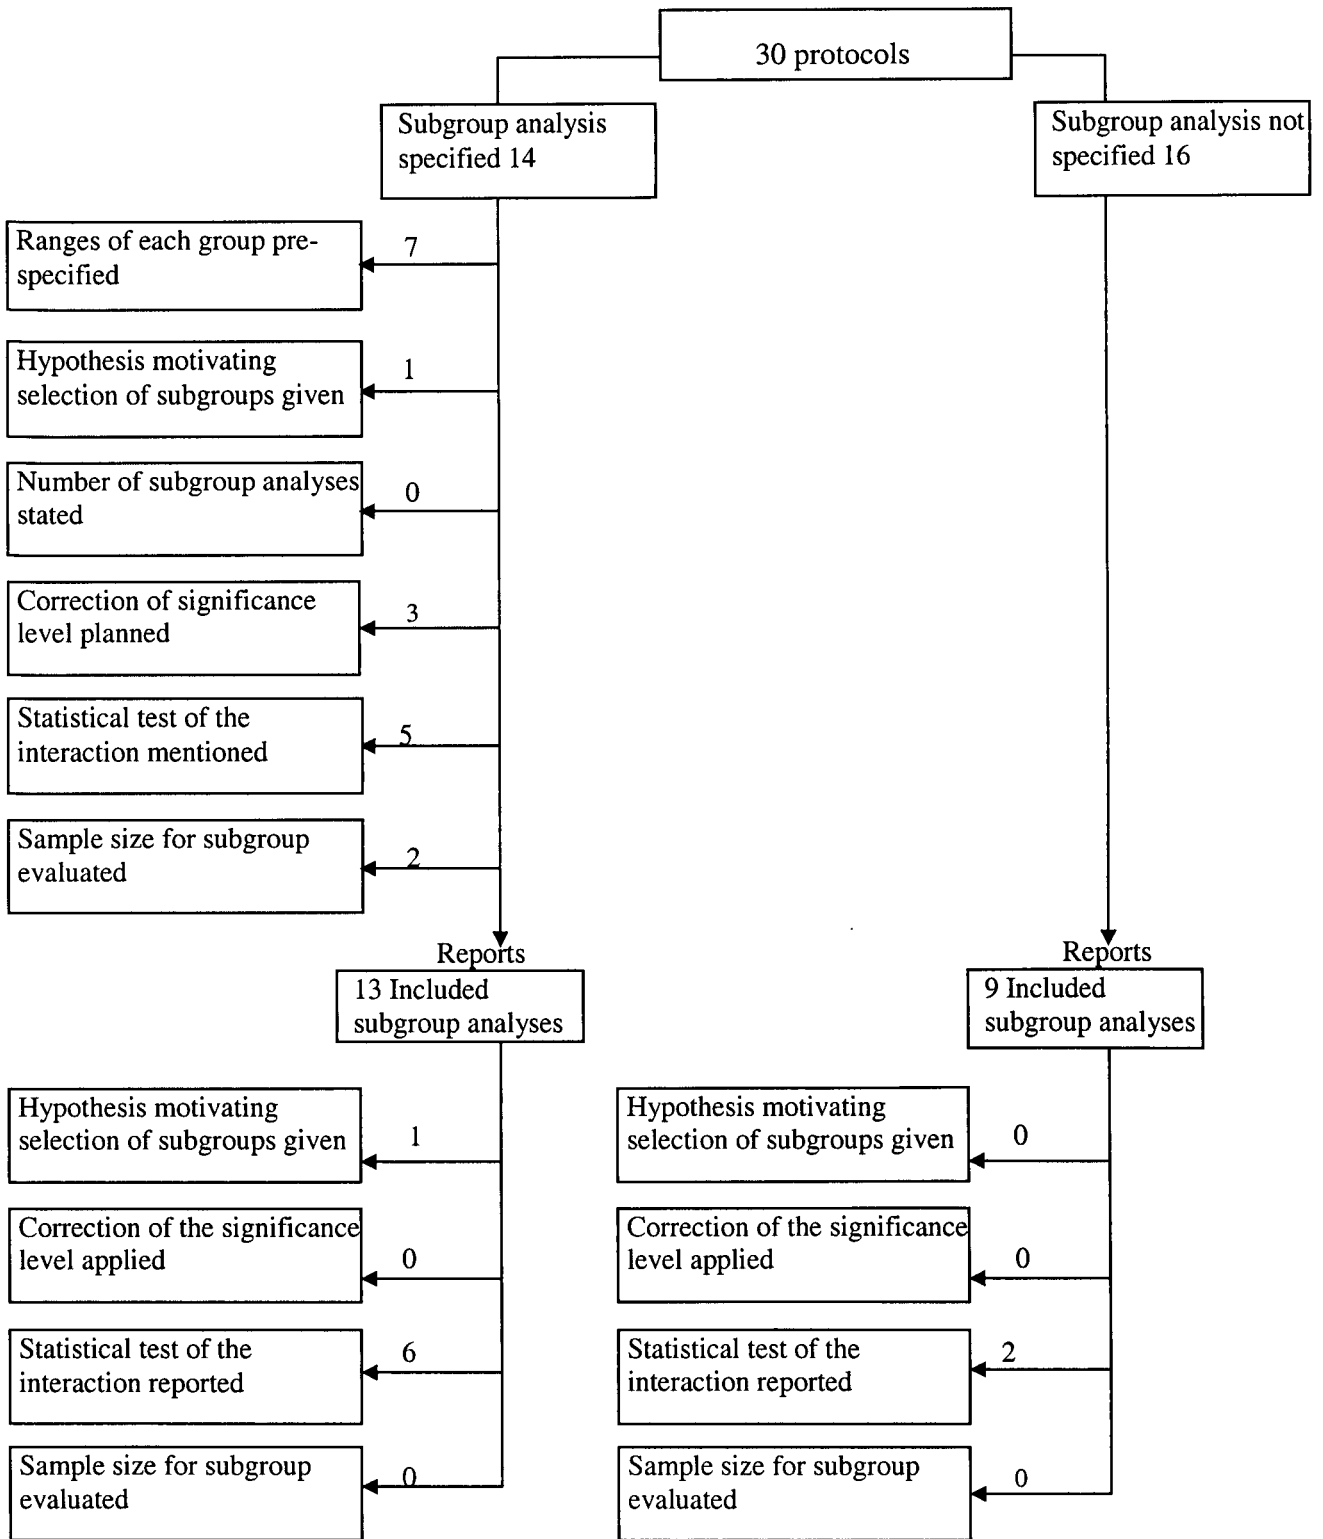 30 protocols
Subgroup analysis
specified 14
Subgroup analysis not
specified 16
Ranges of each group pre-
specified
7
Hypothesis motivating
selection of subgroups given
1
Number of subgroup analyses
stated
0
Correction of significance
level planned
3
Statistical test of the
interaction mentioned
5
Sample size for subgroup
evaluated
2
Reports
13 Included
subgroup analyses
Hypothesis motivating
selection of subgroups given
1
Correction of the significance
level applied
0
Statistical test of the
interaction reported
6
Sample size for subgroup
evaluated
0
Reports
9 Included
subgroup analyses
Hypothesis motivating
selection of subgroups given
0
Correction of the significance
level applied
0
Statistical test of the
interaction reported
2
Sample size for subgroup
evaluated
0